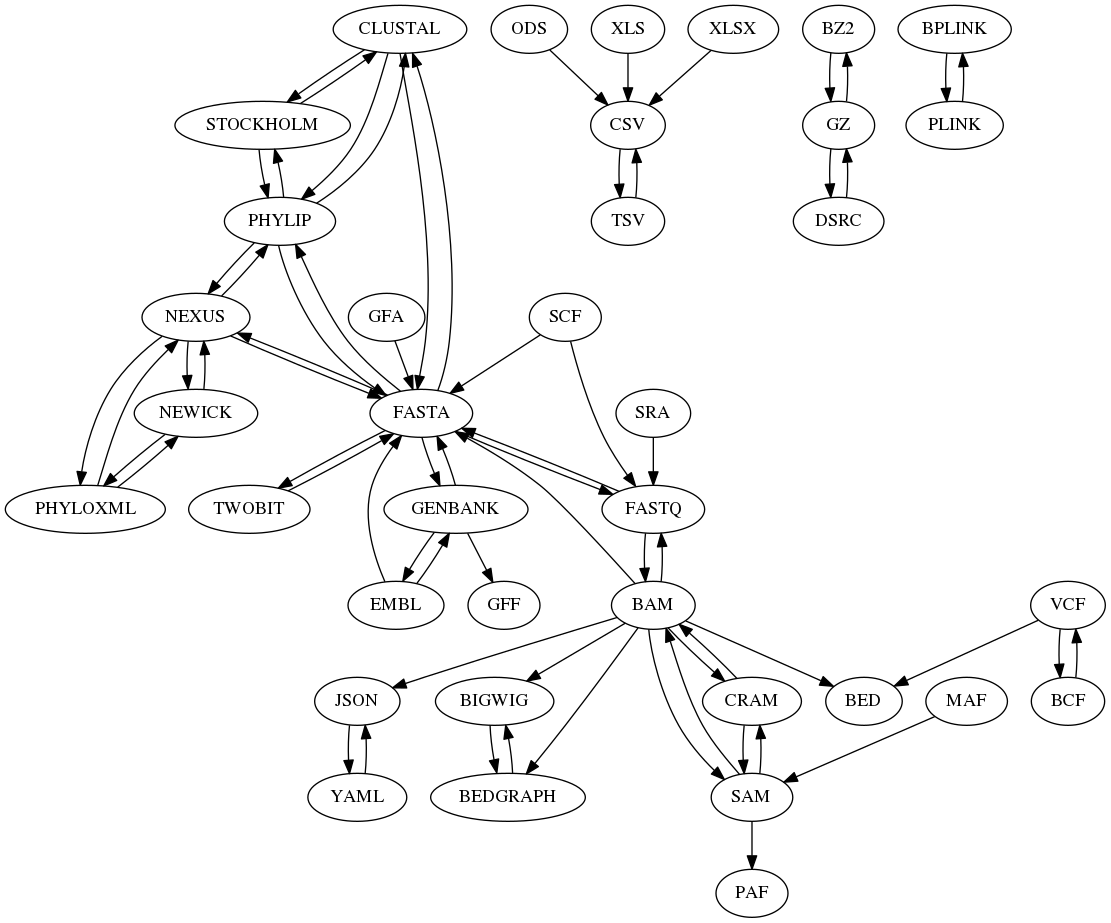 CLUSTAL
ODS
XLS
XLSX
BZ2
BPLINK
STOCKHOLM
CSV
GZ
PLINK
PHYLIP
TSV
DSRC
NEXUS
GFA
SCF
NEWICK
FASTA
SRA
PHYLOXML
TWOBIT
GENBANK
FASTQ
EMBL
GFF
BAM
VCF
JSON
BIGWIG
CRAM
BED
MAF
BCF
YAML
BEDGRAPH
SAM
PAF